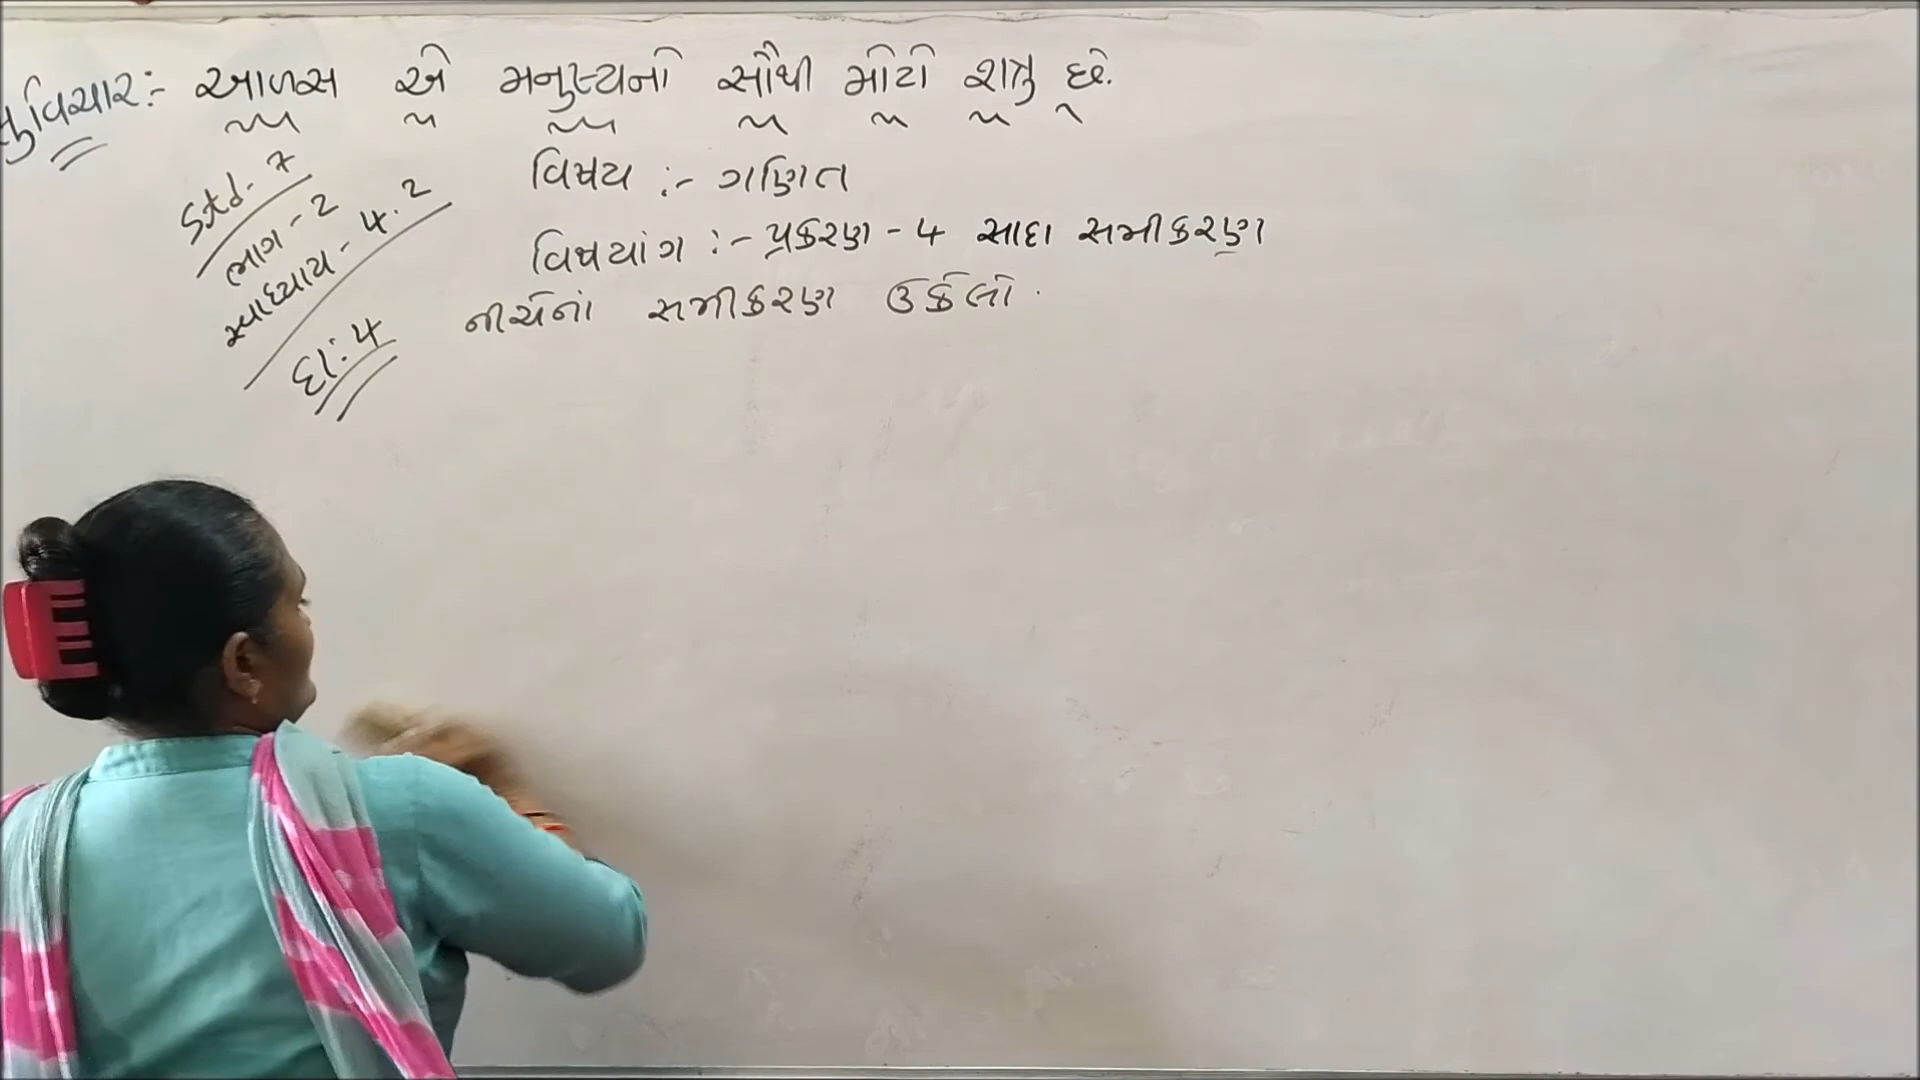 સુવિચાર:- આળસ એ મનુષ્યનો સૌથી મોટો શત્રુ છે.
Std- 7
ભાગ - 2
સ્વાધ્યાય - 4.2
દા: 4
વિષય :- ગણિત
વિષયાંગ :- પ્રકરણ - 4 સાદા સમીકરણ
નીચેનાં સમીકરણ ઉકેલો.